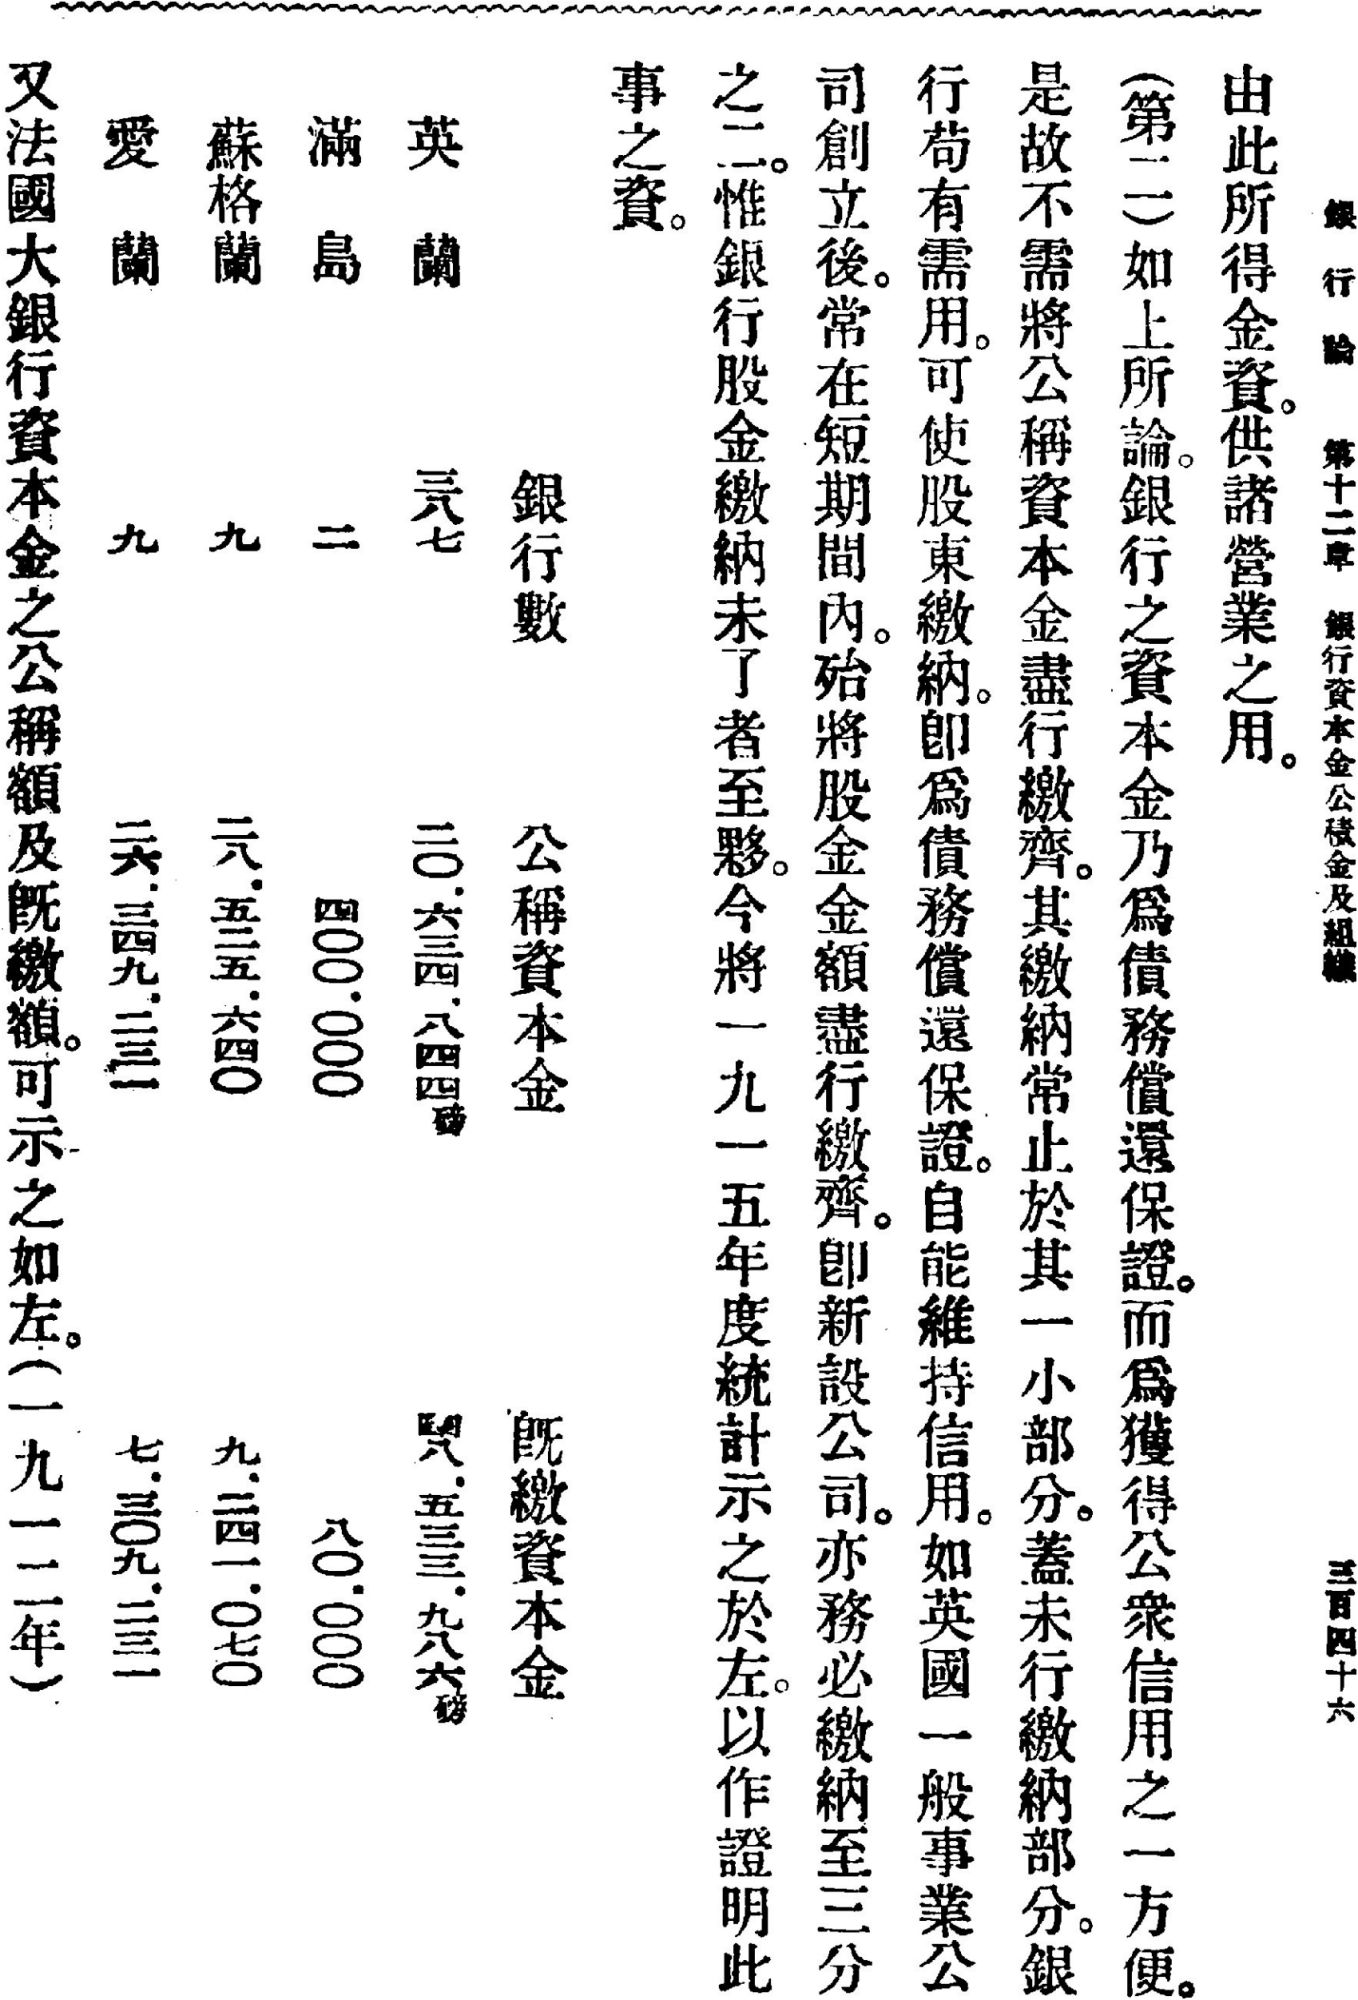 銀行論 第十二章 銀行資本金公積金及組織 三百四十六
由此所得金資。供諸營業之用。
(第二)如上所論。銀行之資本金乃爲債務償還保證。而爲獲得公衆信用之一方便。
是故不需將公稱資本金盡行繳齊。其繳納常止於其一小部分。蓋未行繳納部分。銀
行苟有需用。可使股東繳納。卽爲債務償還保證。自能維持信用。如英國一般事業公
司創立後。常在短期間內。殆將股金金額盡行繳齊。卽新設公司。亦務必繳納至三分
之二。惟銀行股金繳納未了者至夥。今將一九一五年度統計示之於左。以作證明此
事之資。
銀行數 公稱資本金 旣繳資本金
英蘭 三八七 二〇.六三四.八四四磅 四八.五三三.九八六磅
滿島 二 四〇〇.〇〇〇 八〇.〇〇〇
蘇格蘭 九 二八.五二五.六四〇 九.二四一.〇七〇
愛蘭 九 二六.三四九.二三一 七.三〇九.二三一
又法國大銀行資本金之公稱額及旣繳額。可示之如左。(一九一二年)